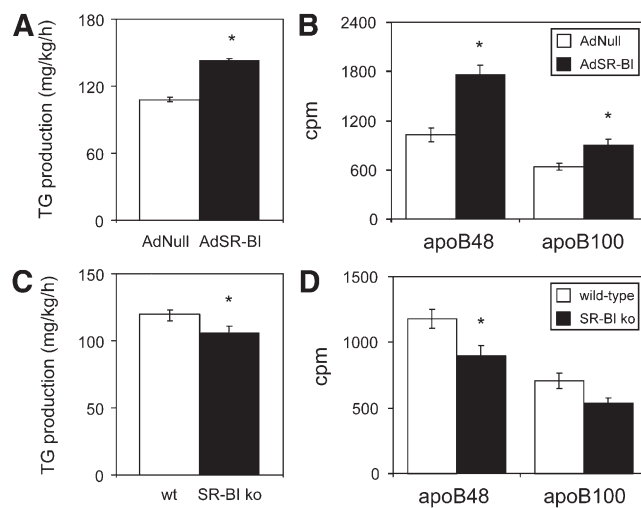 A
TG production (mg/kg/h)
180
120
60
0
*
AdNull AdSR-BI
B
cpm
2400
1800
1200
600
0
AdNull
AdSR-BI
*
*
apoB48 apoB100
C
TG production (mg/kg/h)
150
100
50
0
*
wt SR-BI ko
D
cpm
1500
1000
500
0
wild-type
SR-BI ko
*
apoB48 apoB100